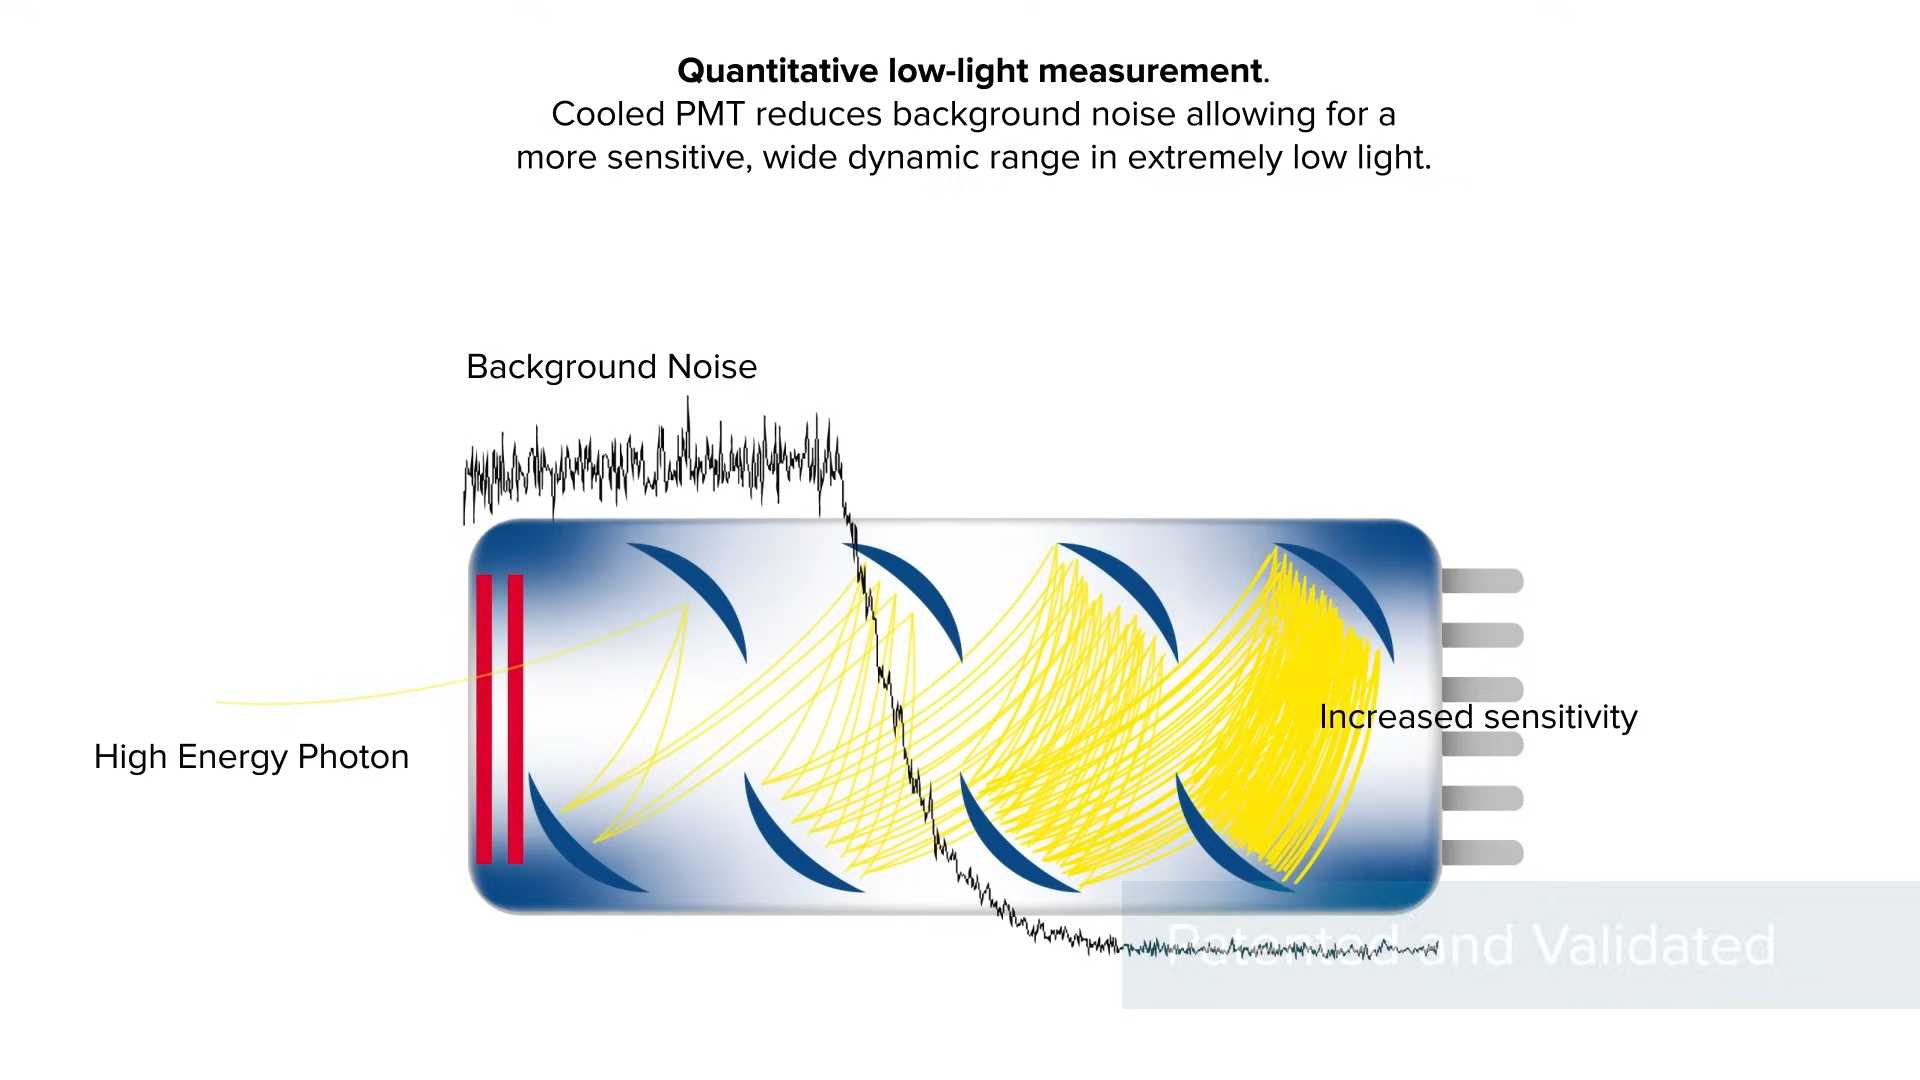 Quantitative low-light measurement.
Cooled PMT reduces background noise allowing for a
more sensitive, wide dynamic range in extremely low light.
Background Noise
Increased sensitivity
High Energy Photon
Patented and Validated